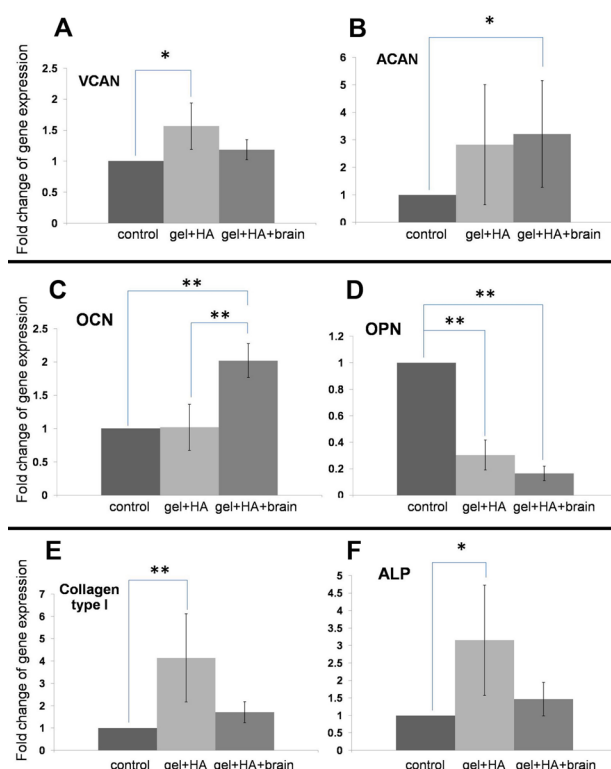 A
VCAN
*
Fold change of gene expression
2.5
2
1.5
1
0.5
0
control gel+HA gel+HA+brain
B
ACAN
*
6
5
4
3
2
1
0
control gel+HA gel+HA+brain
C
OCN
**
**
Fold change of gene expression
2.5
2
1.5
1
0.5
0
control gel+HA gel+HA+brain
D
OPN
**
**
1.2
1
0.8
0.6
0.4
0.2
0
control gel+HA gel+HA+brain
E
Collagen
type I
**
Fold change of gene expression
7
6
5
4
3
2
1
0
control gel+HA gel+HA+brain
F
ALP
*
5
4.5
4
3.5
3
2.5
2
1.5
1
0.5
0
control gel+HA gel+HA+brain